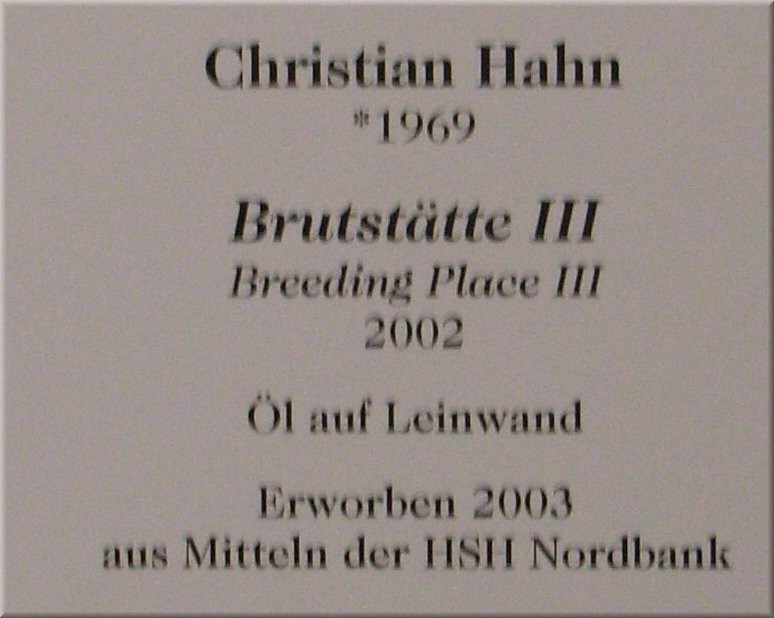 Christian Hahn
*1969
Brutstätte III
Breeding Place III
2002
Öl auf Leinwand
Erworben 2003
aus Mitteln der HSH Nordbank